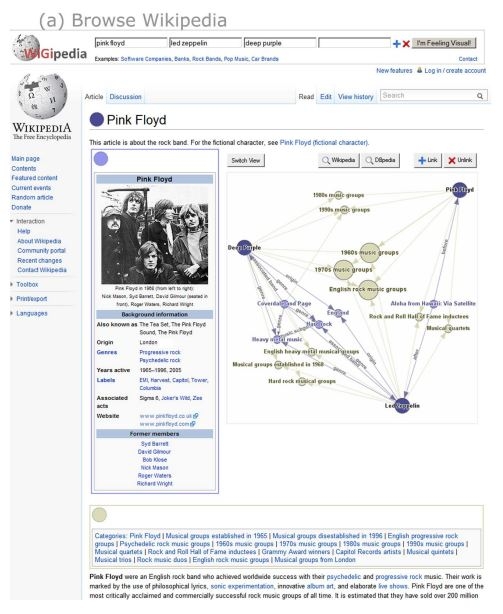 (a) Browse Wikipedia
WiGipedia
pink floyd
led zeppelin
deep purple
I'm Feeling Visual!
Examples: Software Companies, Banks, Rock Bands, Pop Music, Car Brands
Contact
New features Log in / create account
WIKIPEDIA
The Free Encyclopedia
Article Discussion
Read Edit View history
Search
Pink Floyd
This article is about the rock band. For the fictional character, see Pink Floyd (fictional character).
Main page
Contents
Featured content
Current events
Random article
Donate
Interaction
Help
About Wikipedia
Community portal
Recent changes
Contact Wikipedia
Toolbox
Print/export
Languages
Pink Floyd
Pink Floyd in 1968 (from left to right):
Nick Mason, Syd Barrett, David Gilmour (seated in
front), Roger Waters, Richard Wright
Background information
Also known as The Tea Set, The Pink Floyd
Sound, The Pink Floyd
Origin London
Genres Progressive rock
Psychedelic rock
Years active 1965–1996, 2005
Labels EMI, Harvest, Capitol, Tower,
Columbia
Associated Sigma 6, Joker's Wild, Zee
acts
Website www.pinkfloyd.co.uk
www.pinkfloyd.com
Former members
Syd Barrett
David Gilmour
Bob Klose
Nick Mason
Roger Waters
Richard Wright
Switch View
Wikipedia
DBpedia
Link
Unlink
Pink Floyd
1980s music groups
1990s music groups
Deep Purple
1960s music groups
1970s music groups
English rock music groups
Coverdale and Page
England
Aloha from Hawaii Via Satellite
Hard rock
Rock and Roll Hall of Fame inductees
Musical quartets
Heavy metal music
English heavy metal musical groups
Musical groups established in 1968
Hard rock musical groups
Led Zeppelin
origin
genre
before
after
Categories: Pink Floyd | Musical groups established in 1965 | Musical groups disestablished in 1996 | English progressive rock
groups | Psychedelic rock music groups | 1960s music groups | 1970s music groups | 1980s music groups | 1990s music groups |
Musical quartets | Rock and Roll Hall of Fame inductees | Grammy Award winners | Capitol Records artists | Musical quintets |
Musical trios | Rock music duos | English rock music groups | Musical groups from London
Pink Floyd were an English rock band who achieved worldwide success with their psychedelic and progressive rock music. Their work is
marked by the use of philosophical lyrics, sonic experimentation, innovative album art, and elaborate live shows. Pink Floyd are one of the
most critically acclaimed and commercially successful rock music groups of all time. It is estimated that they have sold over 200 million